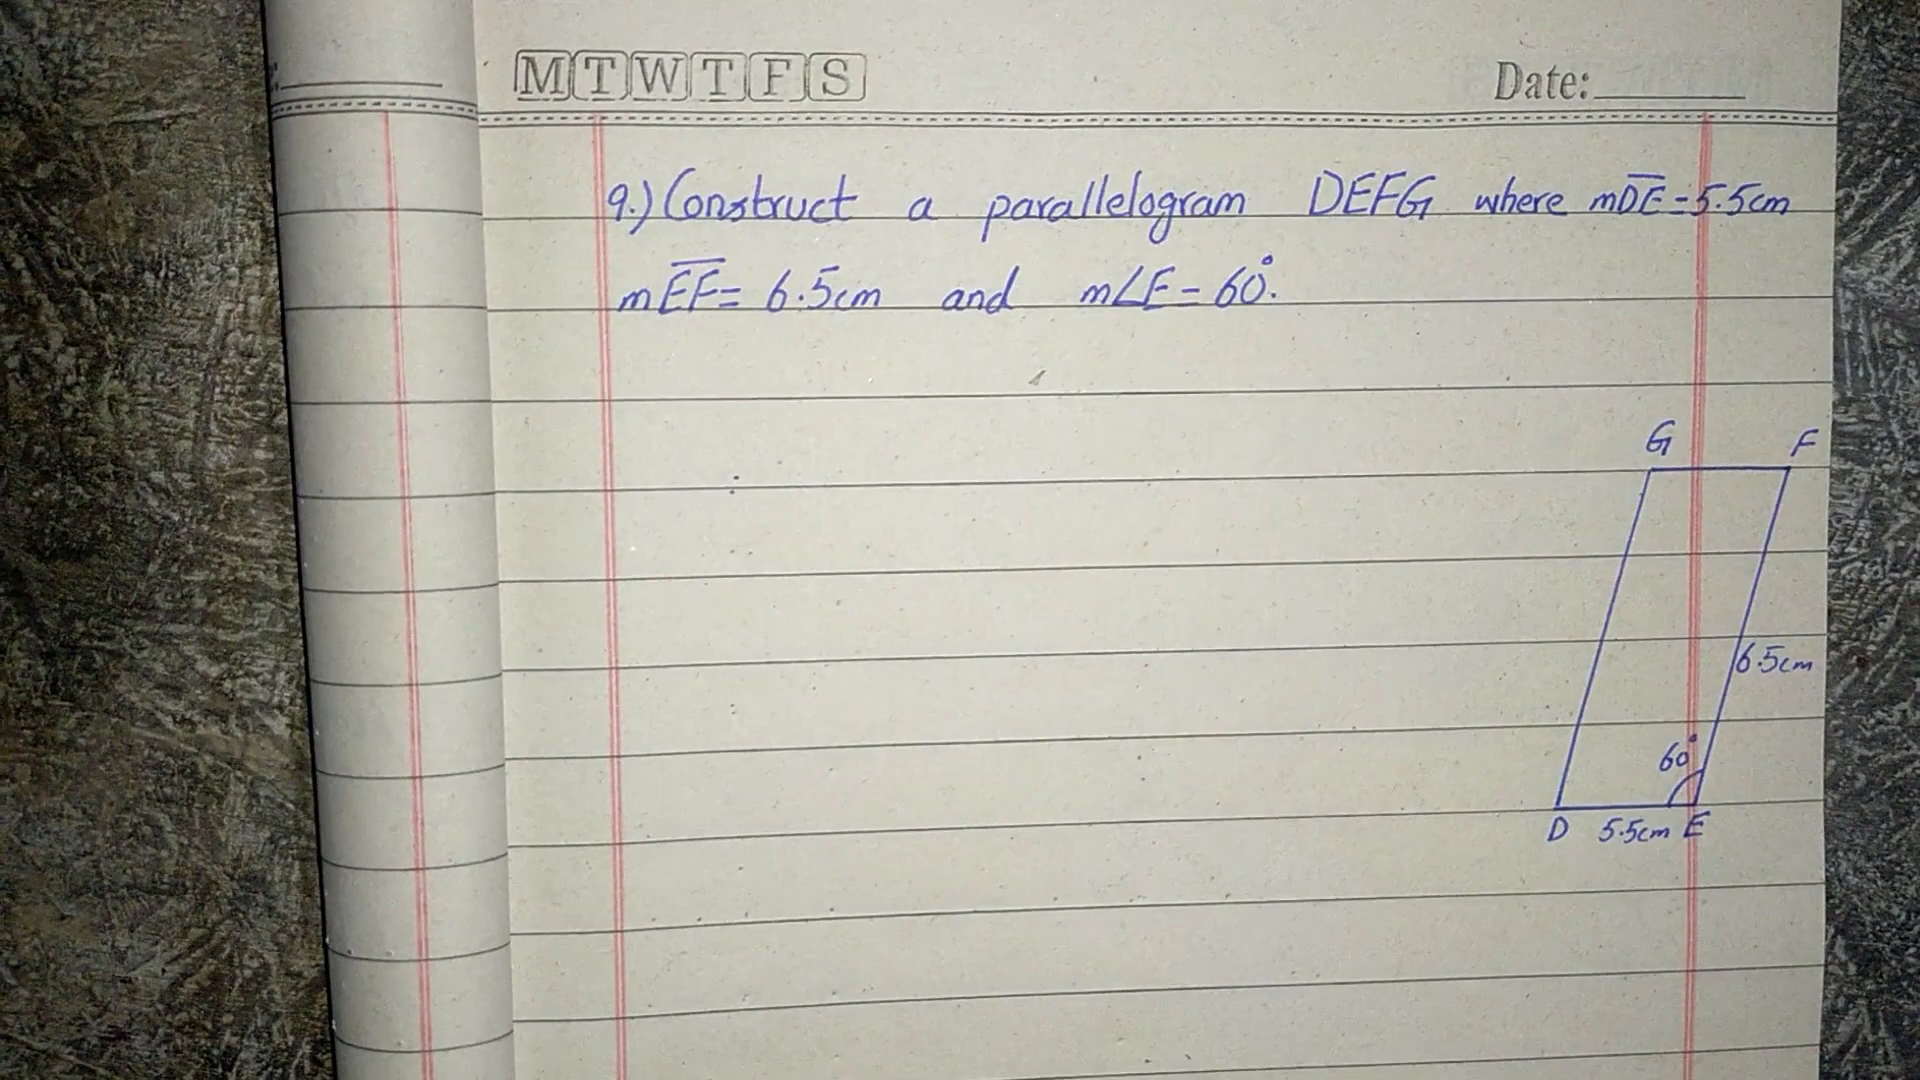 M T W T F S
Date:
9.) Construct a parallelogram DEFG where mDE = 5.5cm
mEF = 6.5cm and m∠E = 60°.
G F
6.5cm
60°
D 5.5cm E